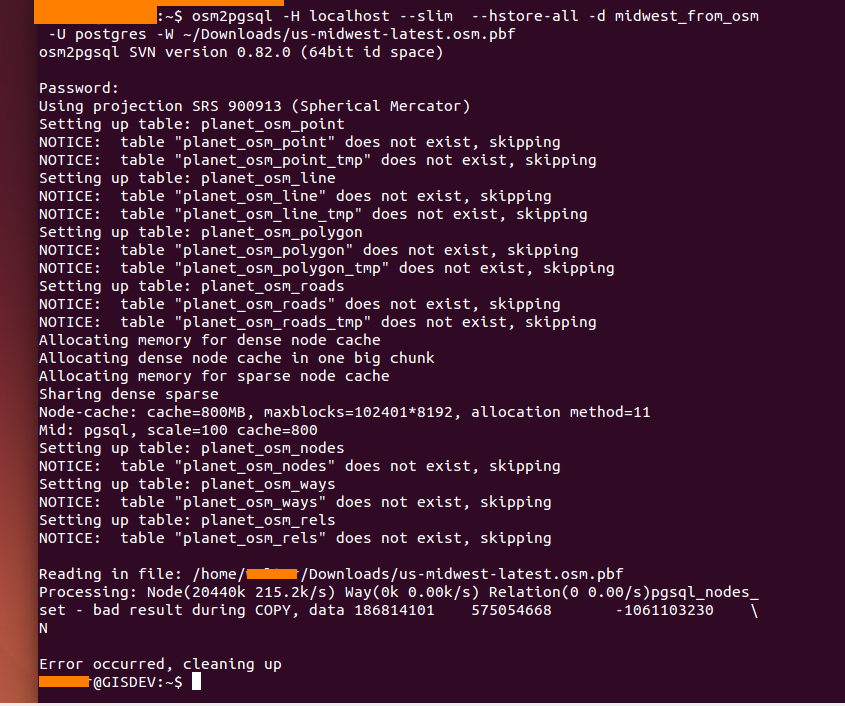 :~$ osm2pgsql -H localhost --slim  --hstore-all -d midwest_from_osm
 -U postgres -W ~/Downloads/us-midwest-latest.osm.pbf
osm2pgsql SVN version 0.82.0 (64bit id space)
Password:
Using projection SRS 900913 (Spherical Mercator)
Setting up table: planet_osm_point
NOTICE:  table "planet_osm_point" does not exist, skipping
NOTICE:  table "planet_osm_point_tmp" does not exist, skipping
Setting up table: planet_osm_line
NOTICE:  table "planet_osm_line" does not exist, skipping
NOTICE:  table "planet_osm_line_tmp" does not exist, skipping
Setting up table: planet_osm_polygon
NOTICE:  table "planet_osm_polygon" does not exist, skipping
NOTICE:  table "planet_osm_polygon_tmp" does not exist, skipping
Setting up table: planet_osm_roads
NOTICE:  table "planet_osm_roads" does not exist, skipping
NOTICE:  table "planet_osm_roads_tmp" does not exist, skipping
Allocating memory for dense node cache
Allocating dense node cache in one big chunk
Allocating memory for sparse node cache
Sharing dense sparse
Node-cache: cache=800MB, maxblocks=102401*8192, allocation method=11
Mid: pgsql, scale=100 cache=800
Setting up table: planet_osm_nodes
NOTICE:  table "planet_osm_nodes" does not exist, skipping
Setting up table: planet_osm_ways
NOTICE:  table "planet_osm_ways" does not exist, skipping
Setting up table: planet_osm_rels
NOTICE:  table "planet_osm_rels" does not exist, skipping
Reading in file: /home/ /Downloads/us-midwest-latest.osm.pbf
Processing: Node(20440k 215.2k/s) Way(0k 0.00k/s) Relation(0 0.00/s)pgsql_nodes_
set - bad result during COPY, data 186814101    575054668       -1061103230    \
N
Error occurred, cleaning up
@GISDEV:~$